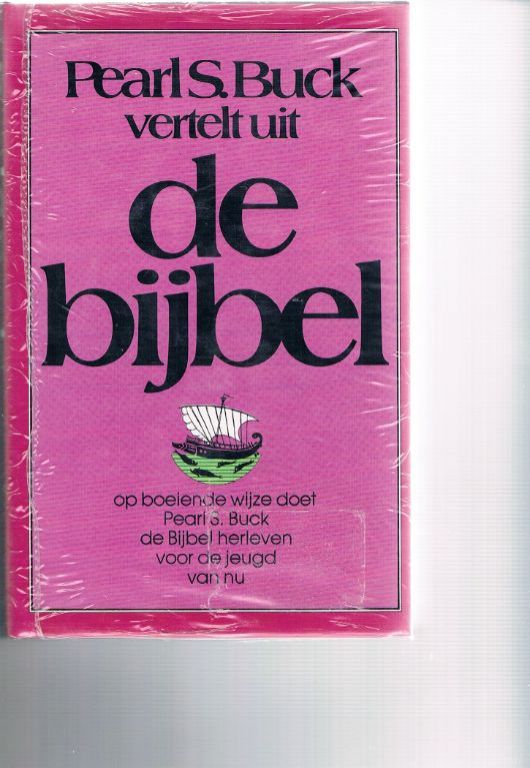 Pearl S. Buck
vertelt uit
de
bijbel
op boeiende wijze doet
Pearl S. Buck
de Bijbel herleven
voor de jeugd
van nu